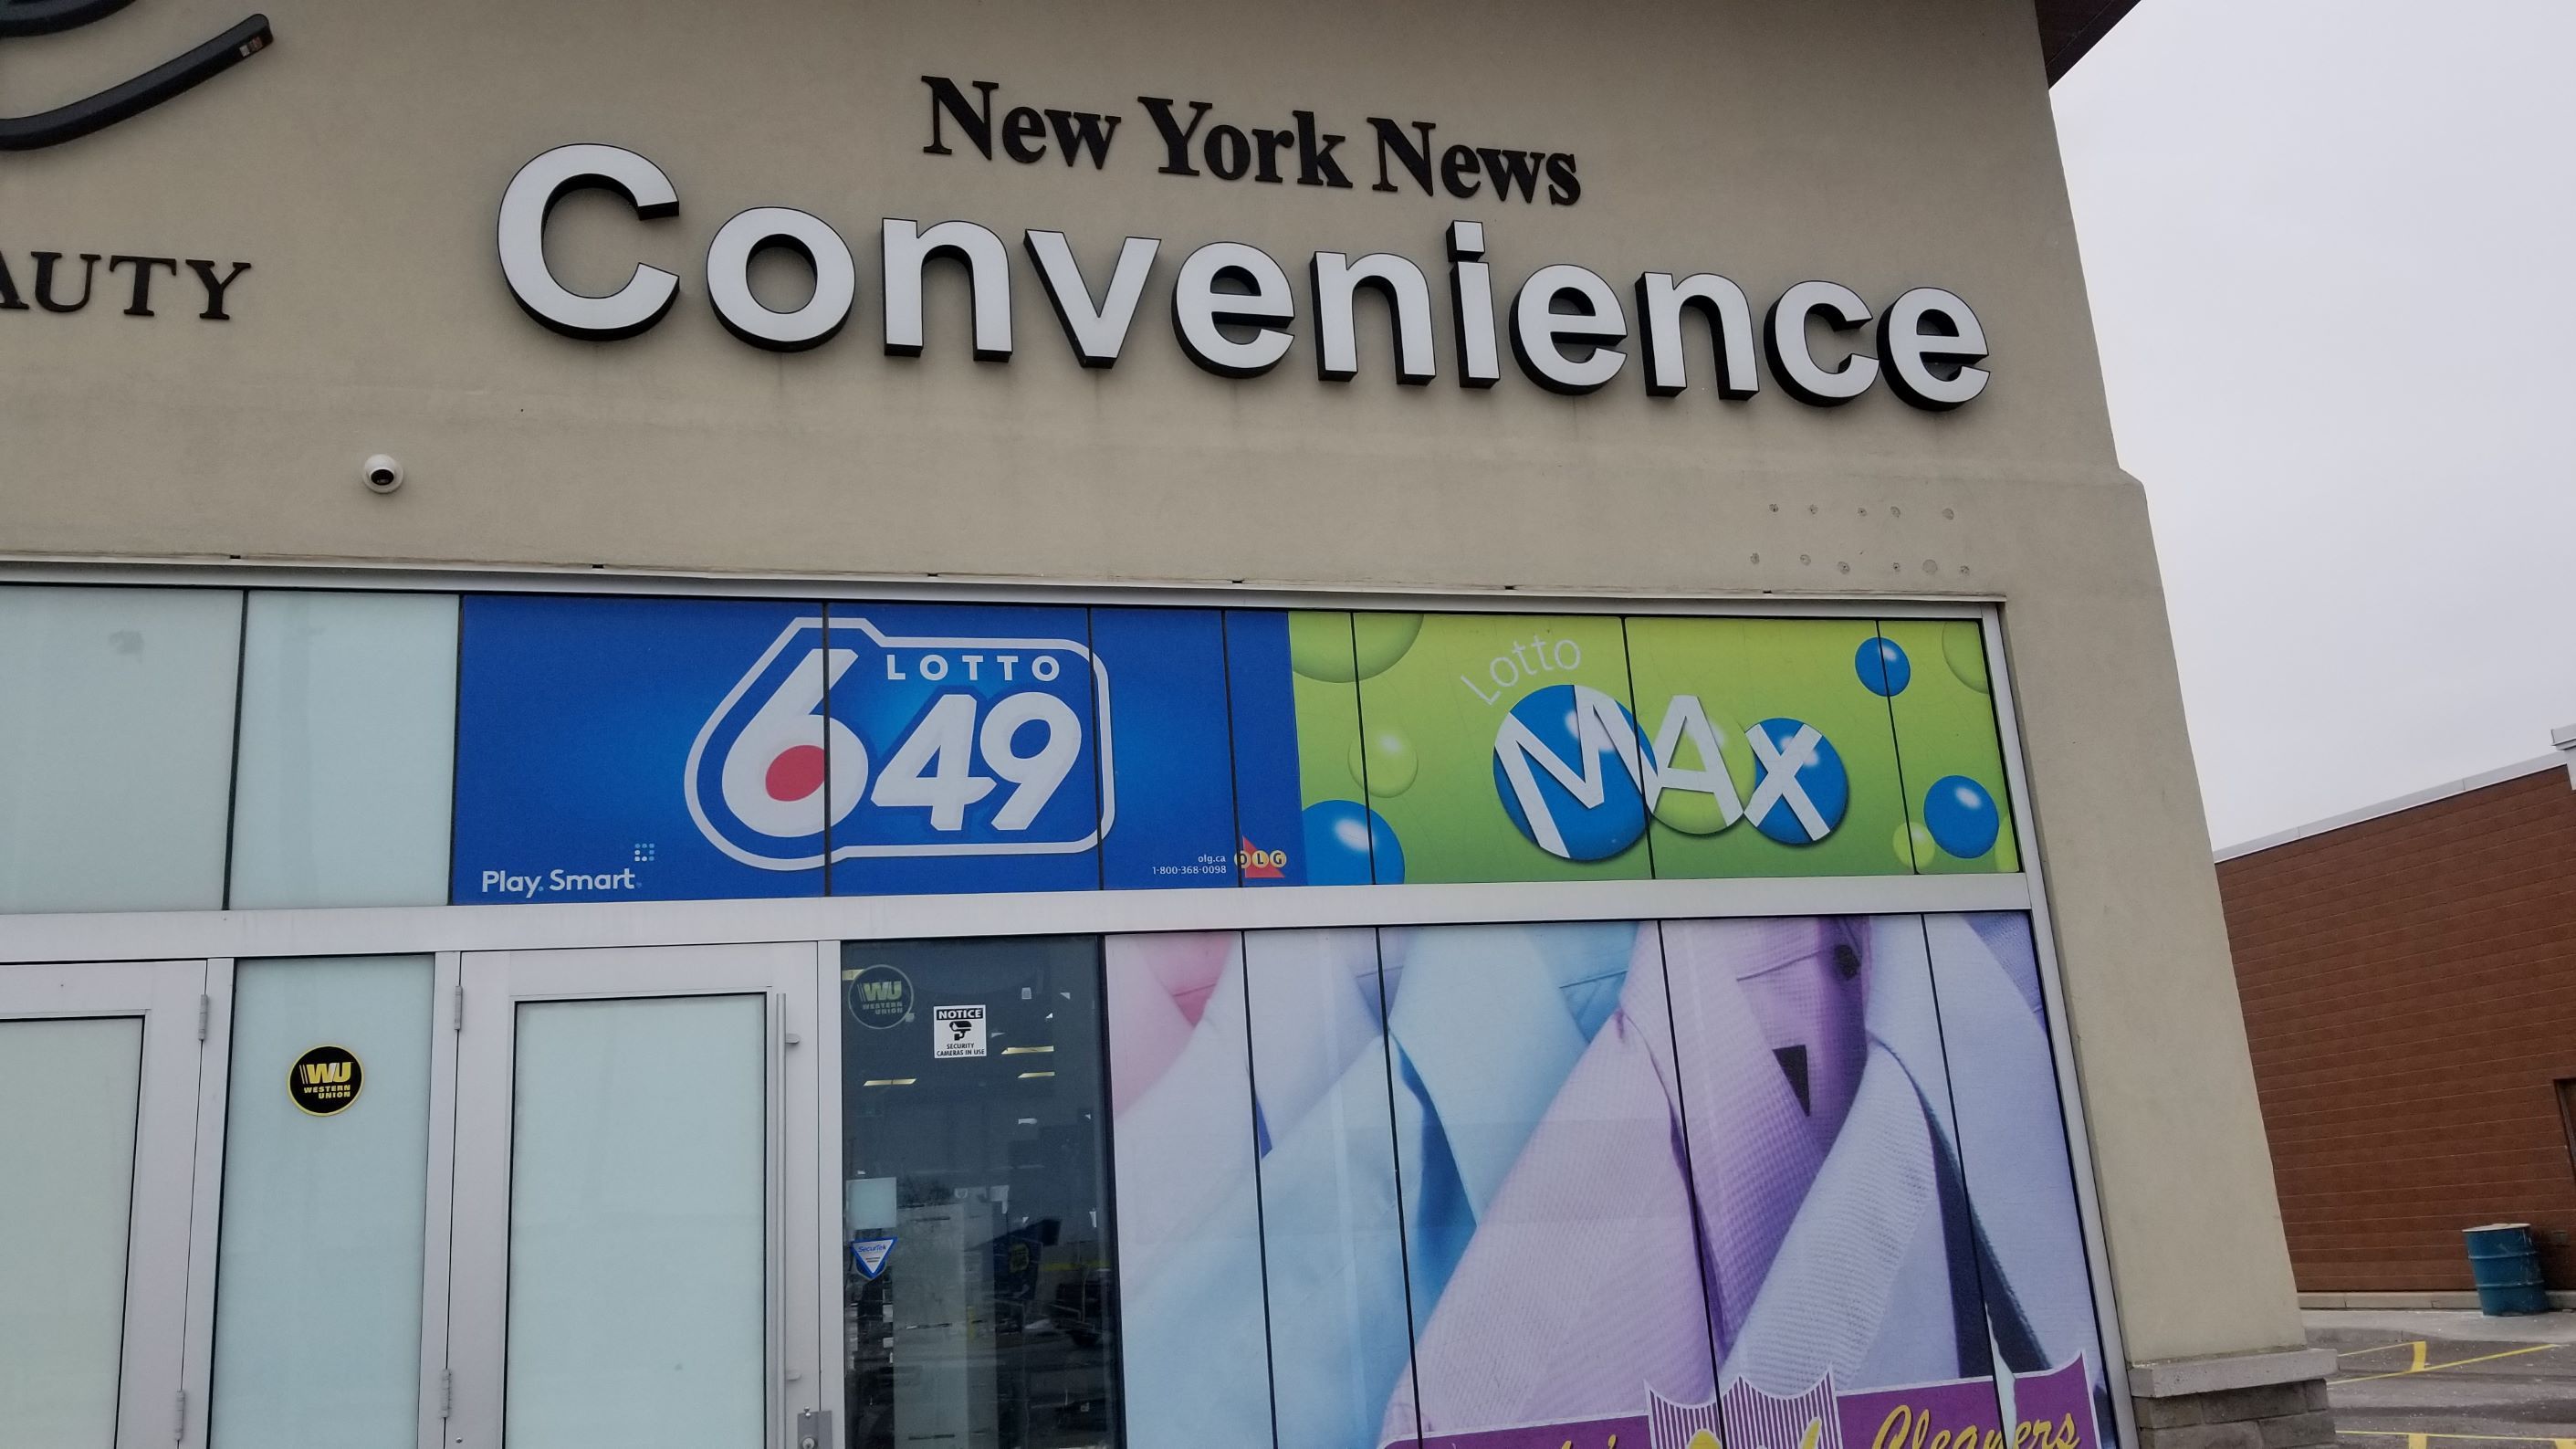 New York News
Convenience
AUTY
LOTTO
649
Play Smart
olg.ca
1-800-368-0098
OLG
Lotto
MAX
WU
WESTERN
UNION
NOTICE
SECURITY
CAMERAS IN USE
WU
WESTERN
UNION
SecurTek
Cleaners